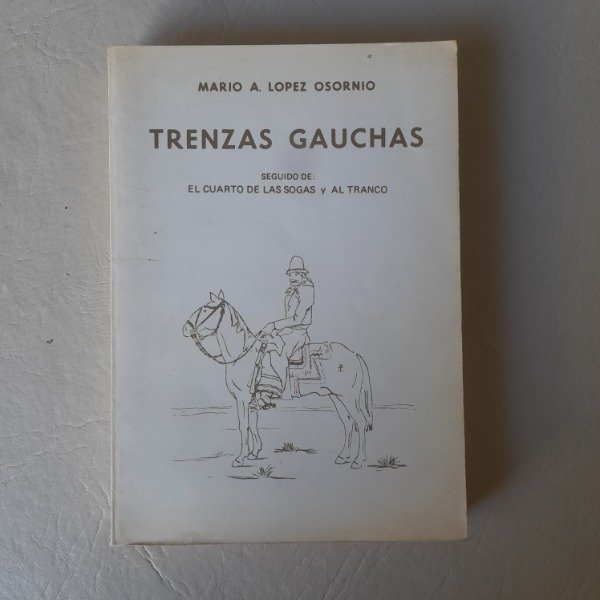 MARIO A. LOPEZ OSORNIO
TRENZAS GAUCHAS
SEGUIDO DE:
EL CUARTO DE LAS SOGAS y AL TRANCO